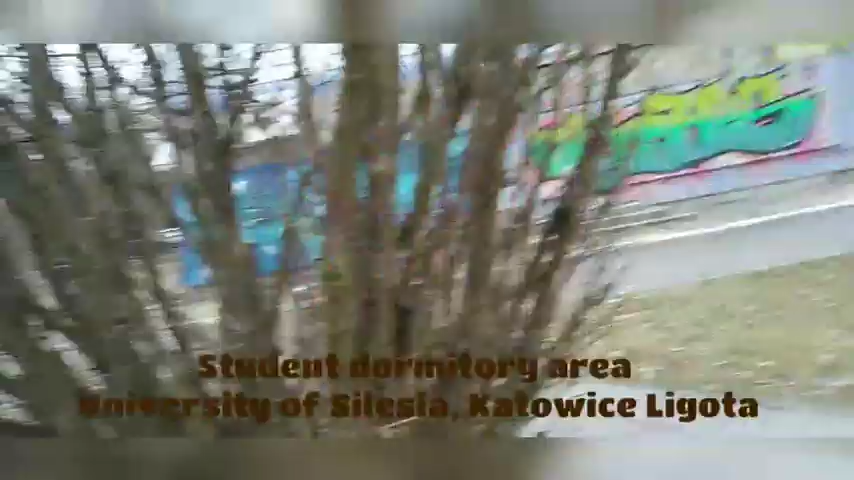 Student dormitory area
University of Silesia, Katowice Ligota